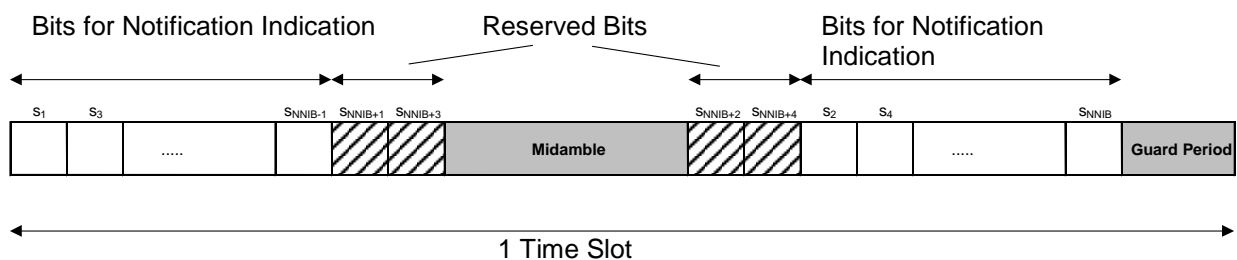 Bits for Notification Indication
Reserved Bits
Bits for Notification
Indication
s1 s3 sNNIB-1 sNNIB+1 sNNIB+3 sNNIB+2 sNNIB+4 s2 s4 sNNIB
..... Midamble ..... Guard Period
1 Time Slot